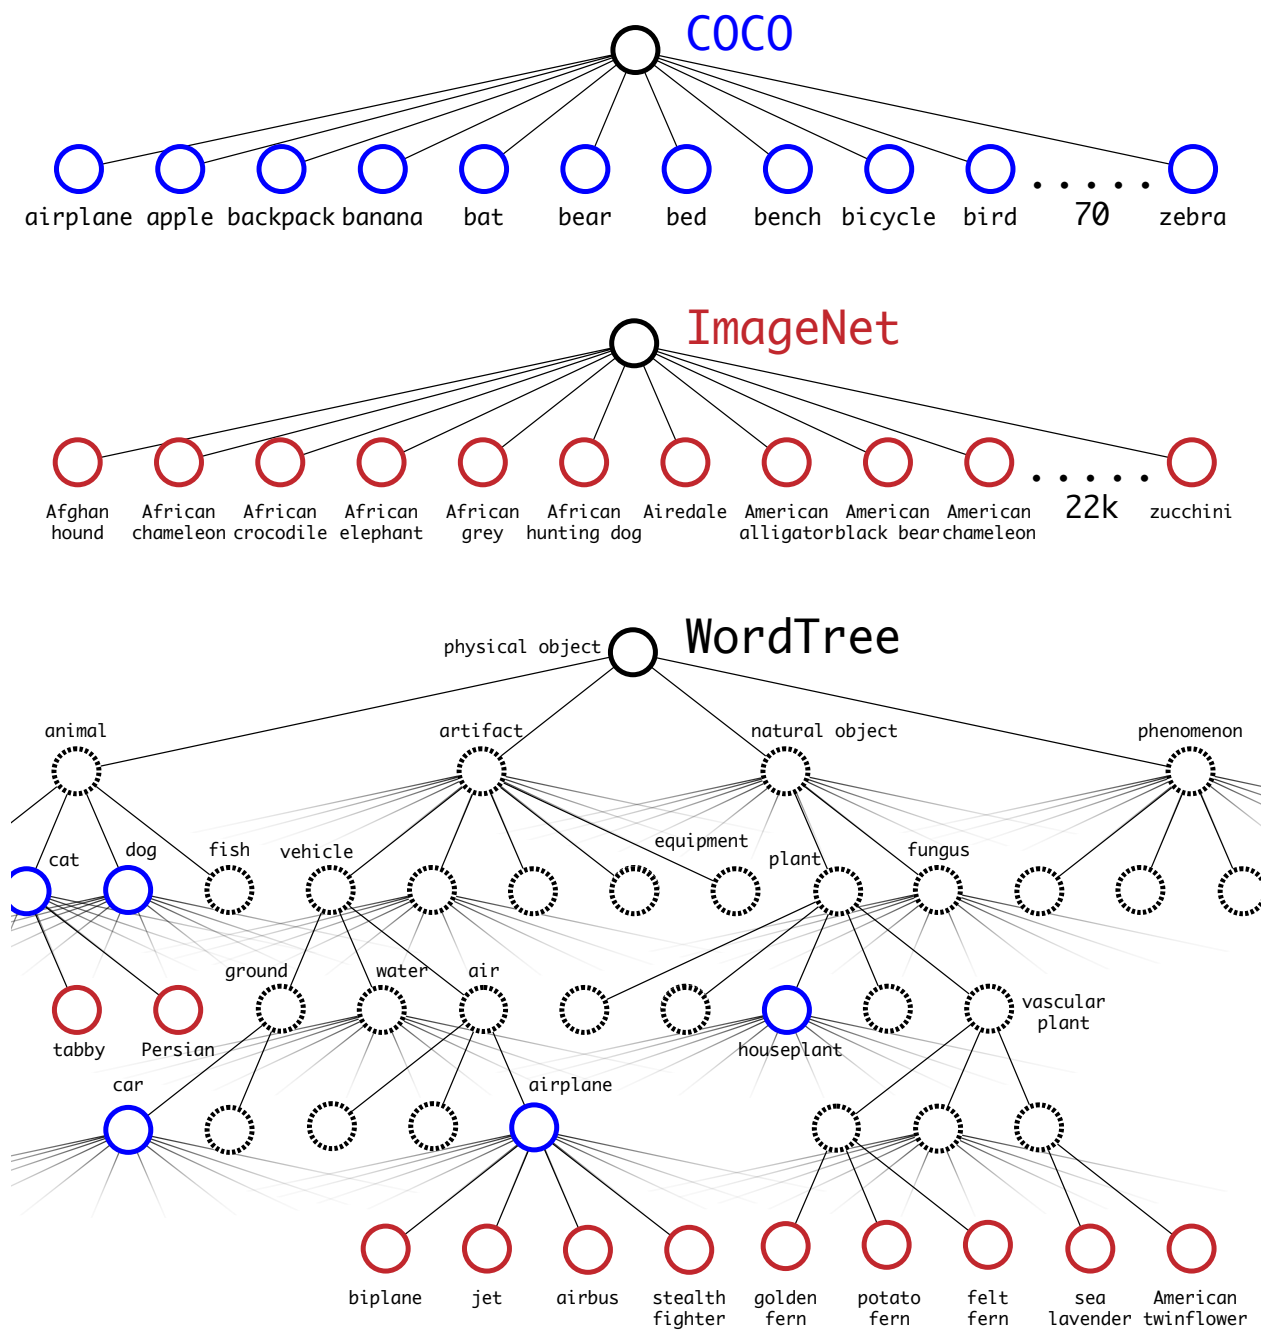 COCO
airplane apple backpack banana bat bear bed bench bicycle bird 70 zebra
ImageNet
Afghan hound
African chameleon
African crocodile
African elephant
African grey
African hunting dog
Airedale
American alligator
American black bear
American chameleon
22k
zucchini
WordTree
physical object
animal artifact natural object phenomenon
cat dog fish vehicle equipment plant fungus
ground water air vascular plant
tabby Persian houseplant
car airplane
biplane jet airbus
stealth fighter
golden fern
potato fern
felt fern
sea lavender
American twinflower